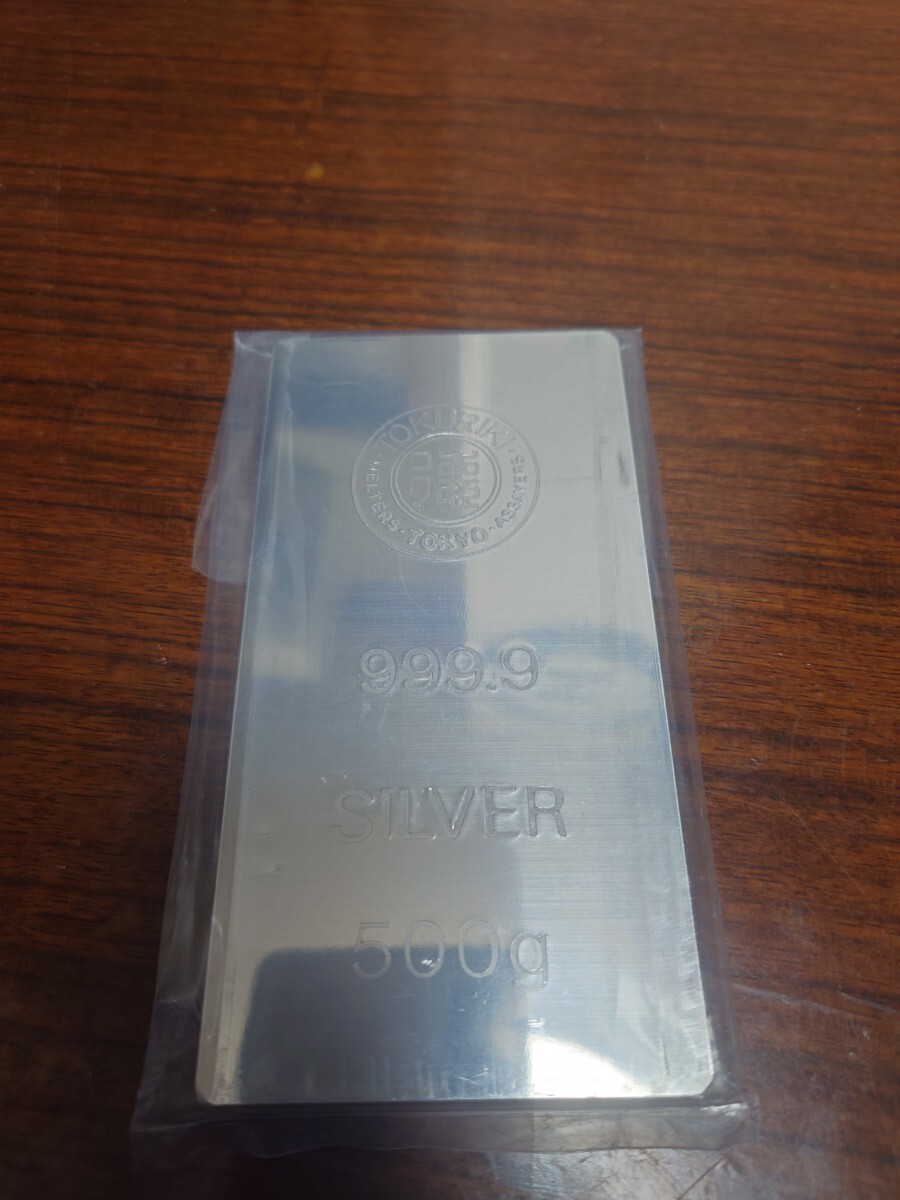 TOKURIKI
MELTERS · TOKYO · ASSAYERS
999.9
SILVER
500g